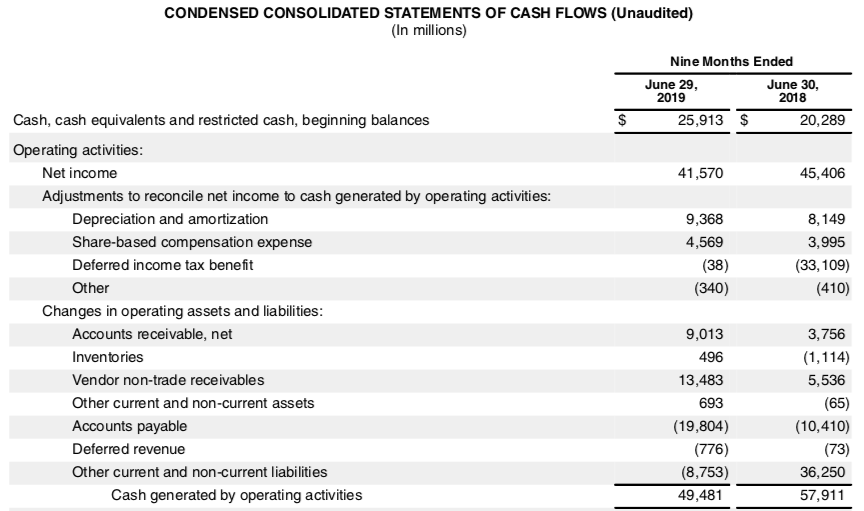 CONDENSED CONSOLIDATED STATEMENTS OF CASH FLOWS (Unaudited)
(In millions)
Nine Months Ended
June 29, 2019 June 30, 2018
Cash, cash equivalents and restricted cash, beginning balances $ 25,913 $ 20,289
Operating activities:
Net income 41,570 45,406
Adjustments to reconcile net income to cash generated by operating activities:
Depreciation and amortization 9,368 8,149
Share-based compensation expense 4,569 3,995
Deferred income tax benefit (38) (33,109)
Other (340) (410)
Changes in operating assets and liabilities:
Accounts receivable, net 9,013 3,756
Inventories 496 (1,114)
Vendor non-trade receivables 13,483 5,536
Other current and non-current assets 693 (65)
Accounts payable (19,804) (10,410)
Deferred revenue (776) (73)
Other current and non-current liabilities (8,753) 36,250
Cash generated by operating activities 49,481 57,911